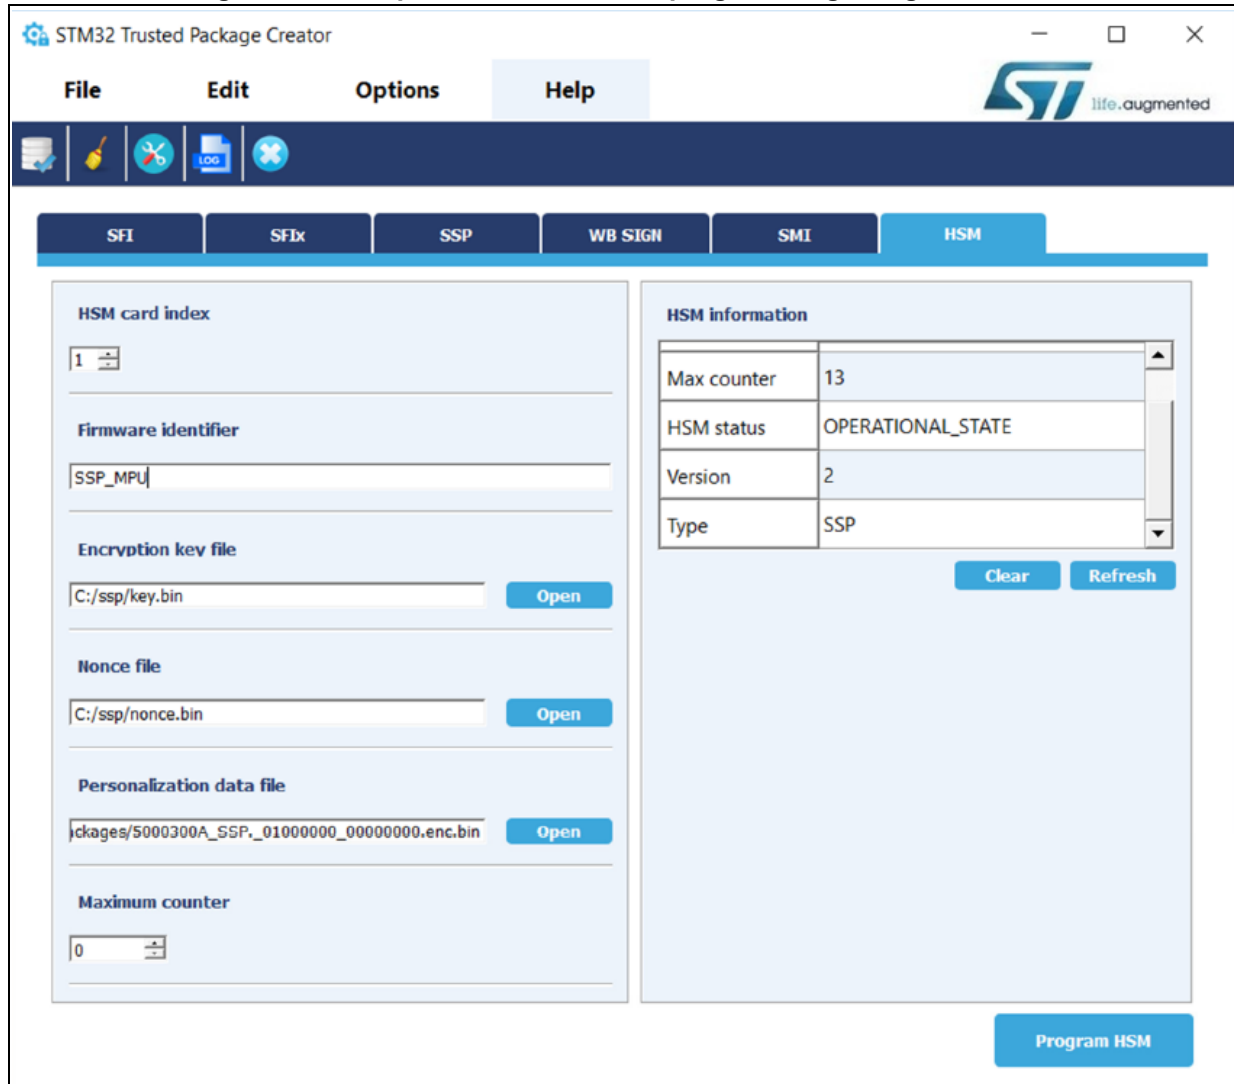 STM32 Trusted Package Creator
File Edit Options Help
life.augmented
LOG
SFI SFIx SSP WB SIGN SMI HSM
HSM card index
1
Firmware identifier
SSP_MPU
Encryption key file
C:/ssp/key.bin Open
Nonce file
C:/ssp/nonce.bin Open
Personalization data file
ackages/5000300A_SSP._01000000_00000000.enc.bin Open
Maximum counter
0
HSM information
Max counter 13
HSM status OPERATIONAL_STATE
Version 2
Type SSP
Clear Refresh
Program HSM